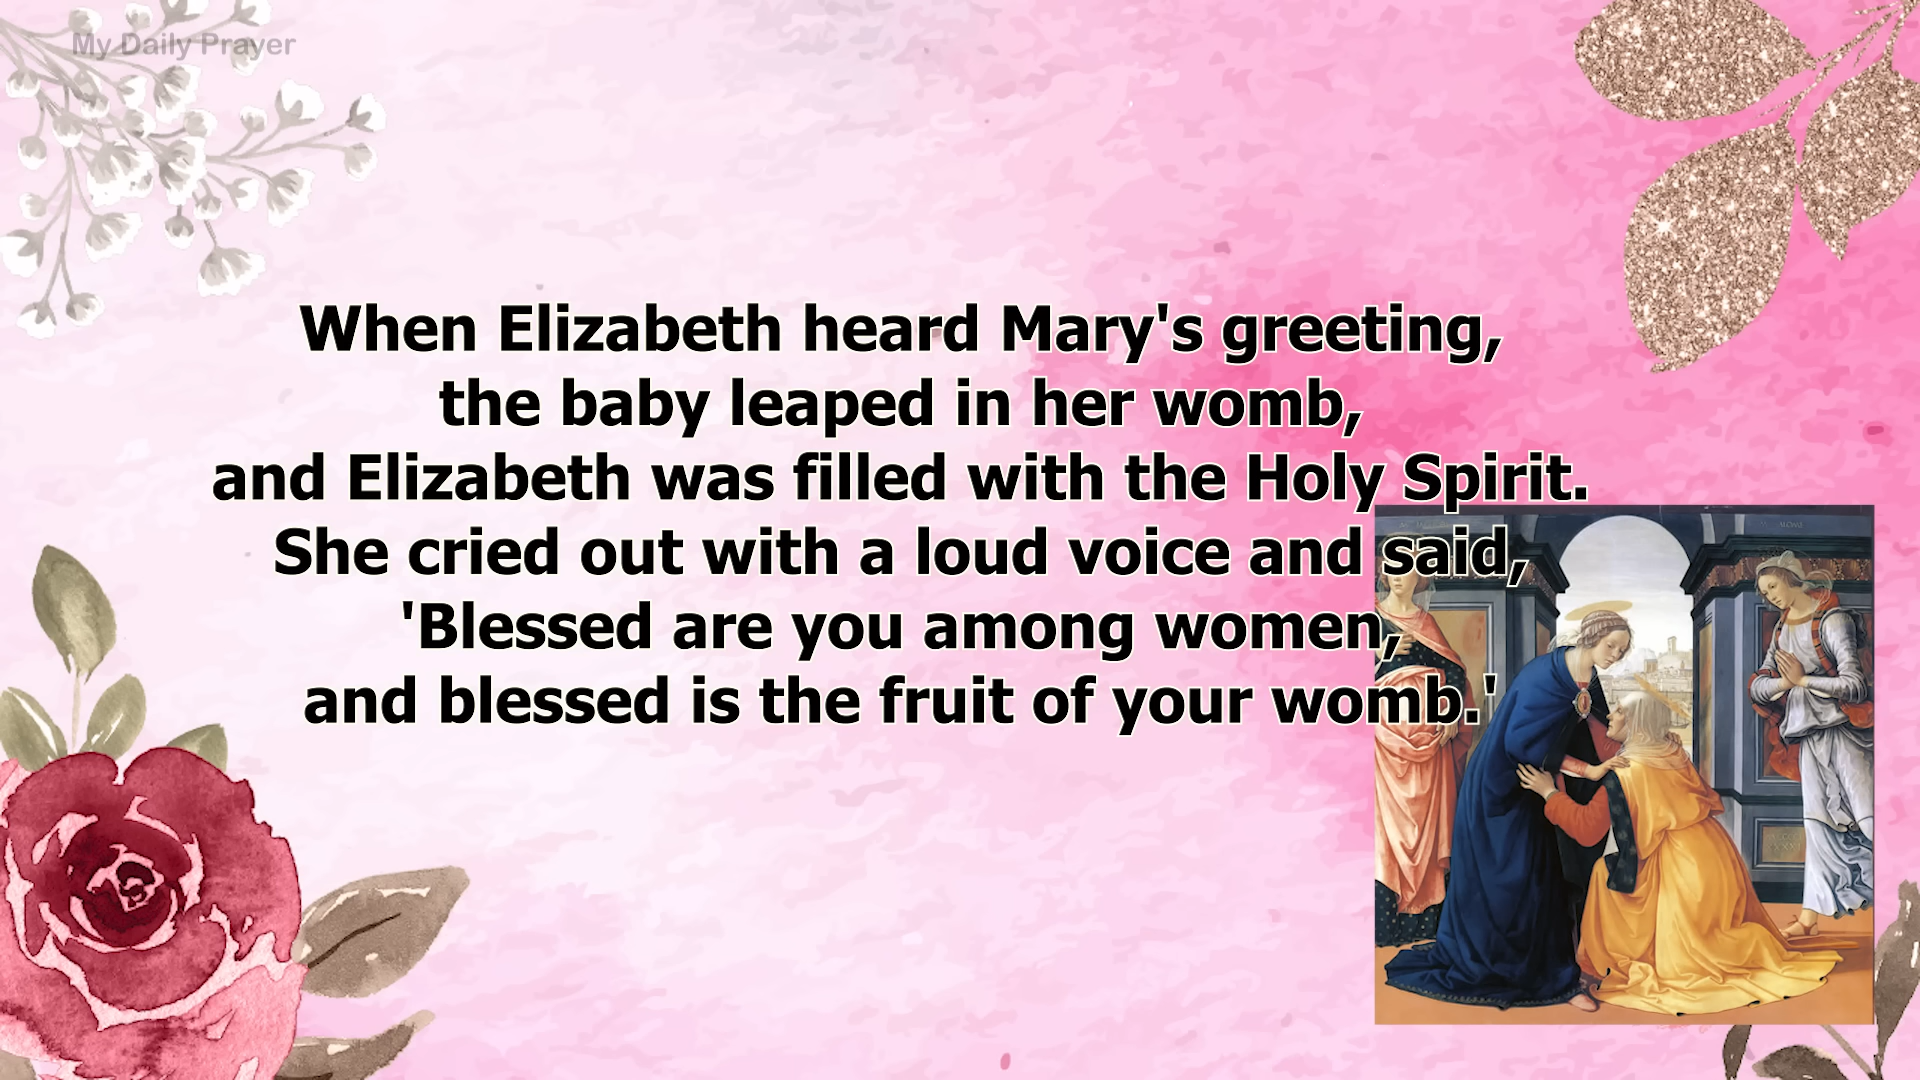 My Daily Prayer
When Elizabeth heard Mary's greeting,
the baby leaped in her womb,
and Elizabeth was filled with the Holy Spirit.
She cried out with a loud voice and said,
'Blessed are you among women,
and blessed is the fruit of your womb.'